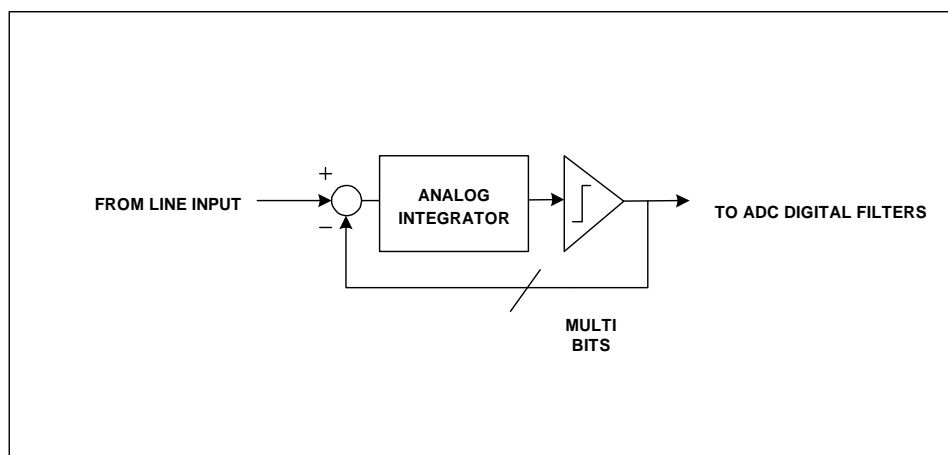 +
FROM LINE INPUT
−
ANALOG
INTEGRATOR
TO ADC DIGITAL FILTERS
MULTI
BITS